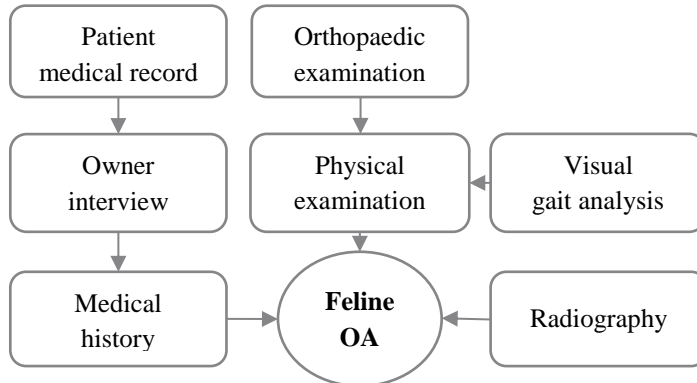 Patient
medical record
Orthopaedic
examination
Owner
interview
Physical
examination
Visual
gait analysis
Medical
history
Feline
OA
Radiography